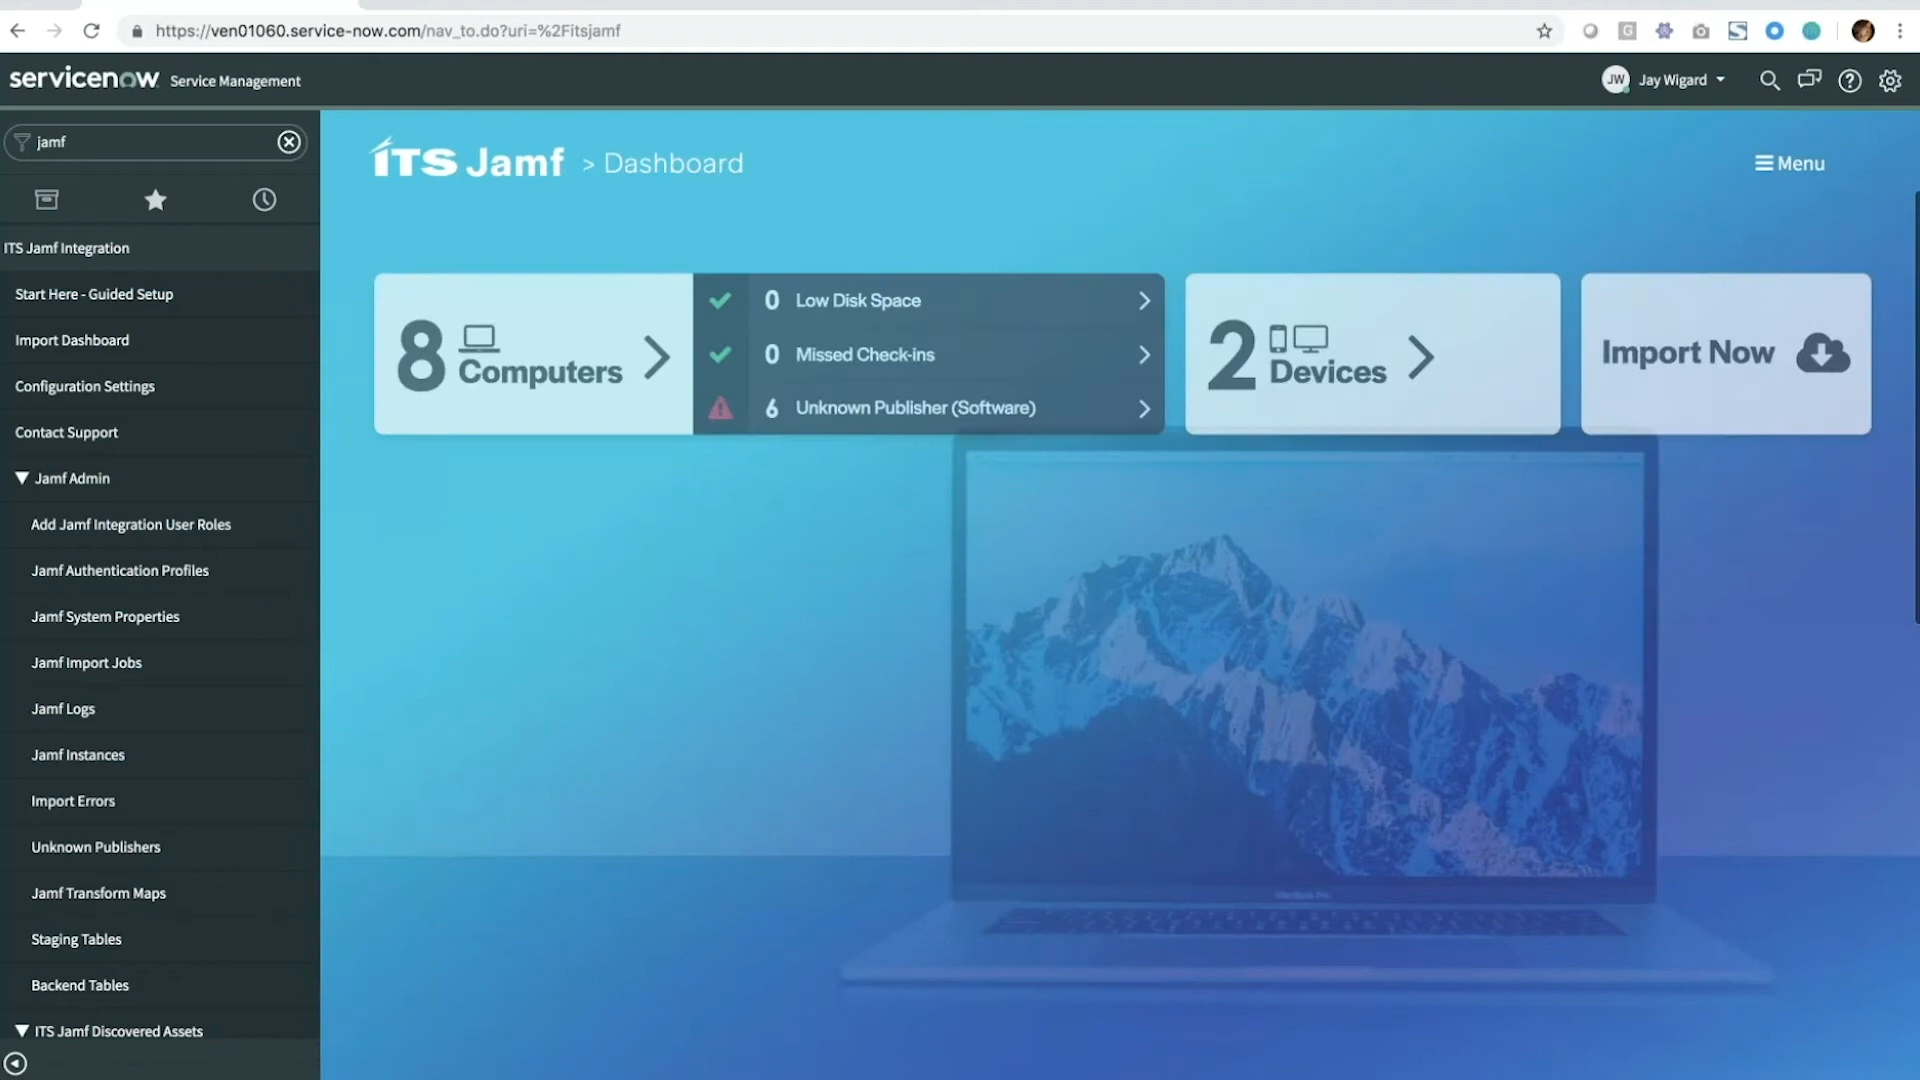 https://ven01060.service-now.com/nav_to.do?uri=%2Fitsjamf
servicenow Service Management
JW Jay Wigard
jamf
ITS Jamf > Dashboard
Menu
ITS Jamf Integration
Start Here - Guided Setup
Import Dashboard
Configuration Settings
Contact Support
Jamf Admin
Add Jamf Integration User Roles
Jamf Authentication Profiles
Jamf System Properties
Jamf Import Jobs
Jamf Logs
Jamf Instances
Import Errors
Unknown Publishers
Jamf Transform Maps
Staging Tables
Backend Tables
ITS Jamf Discovered Assets
8 Computers
0 Low Disk Space
0 Missed Check-ins
6 Unknown Publisher (Software)
2 Devices
Import Now
MacBook Pro